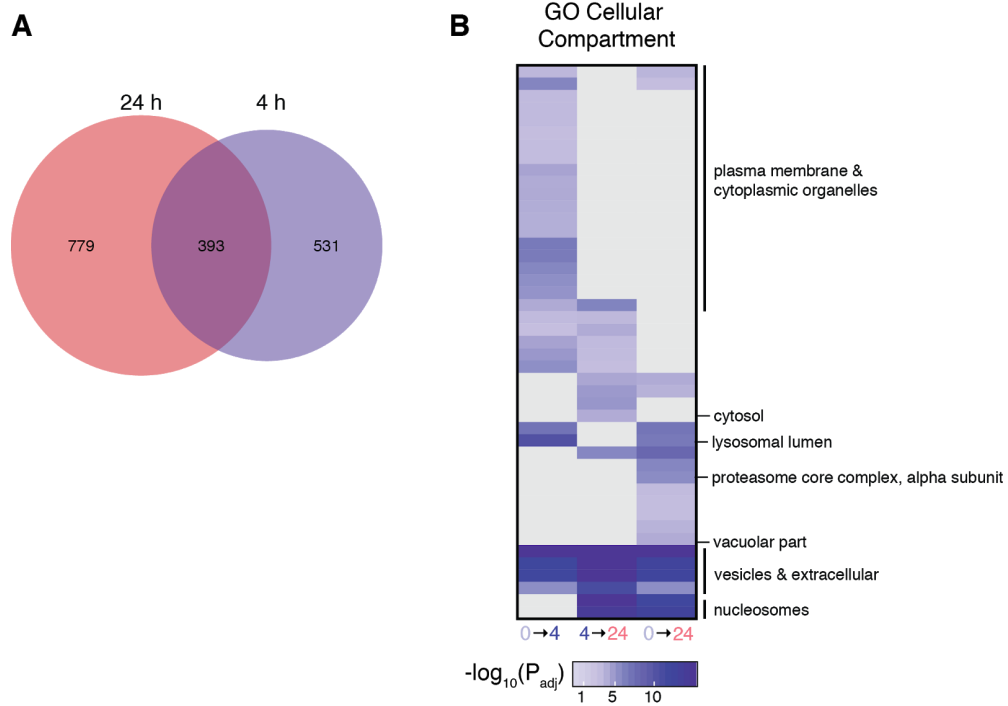 A
24 h
4 h
779
393
531
B
GO Cellular
Compartment
plasma membrane &
cytoplasmic organelles
cytosol
lysosomal lumen
proteasome core complex, alpha subunit
vacuolar part
vesicles & extracellular
nucleosomes
0→4 4→24 0→24
-log10(Padj)
1 5 10